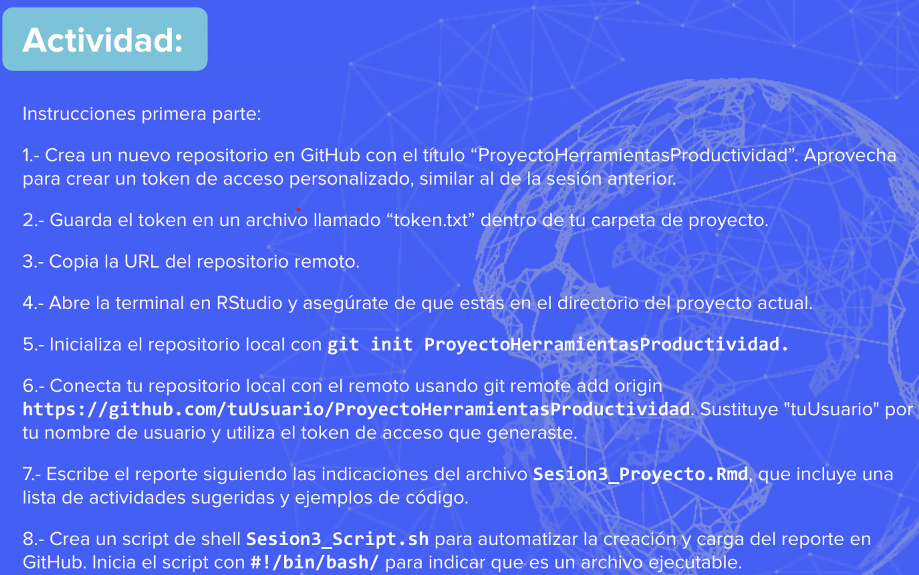 Actividad:
Instrucciones primera parte:
1.- Crea un nuevo repositorio en GitHub con el título “ProyectoHerramientasProductividad”. Aprovecha
para crear un token de acceso personalizado, similar al de la sesión anterior.
2.- Guarda el token en un archivo llamado “token.txt” dentro de tu carpeta de proyecto.
3.- Copia la URL del repositorio remoto.
4.- Abre la terminal en RStudio y asegúrate de que estás en el directorio del proyecto actual.
5.- Inicializa el repositorio local con git init ProyectoHerramientasProductividad.
6.- Conecta tu repositorio local con el remoto usando git remote add origin
https://github.com/tuUsuario/ProyectoHerramientasProductividad. Sustituye "tuUsuario" por
tu nombre de usuario y utiliza el token de acceso que generaste.
7.- Escribe el reporte siguiendo las indicaciones del archivo Sesion3_Proyecto.Rmd, que incluye una
lista de actividades sugeridas y ejemplos de código.
8.- Crea un script de shell Sesion3_Script.sh para automatizar la creación y carga del reporte en
GitHub. Inicia el script con #!/bin/bash/ para indicar que es un archivo ejecutable.